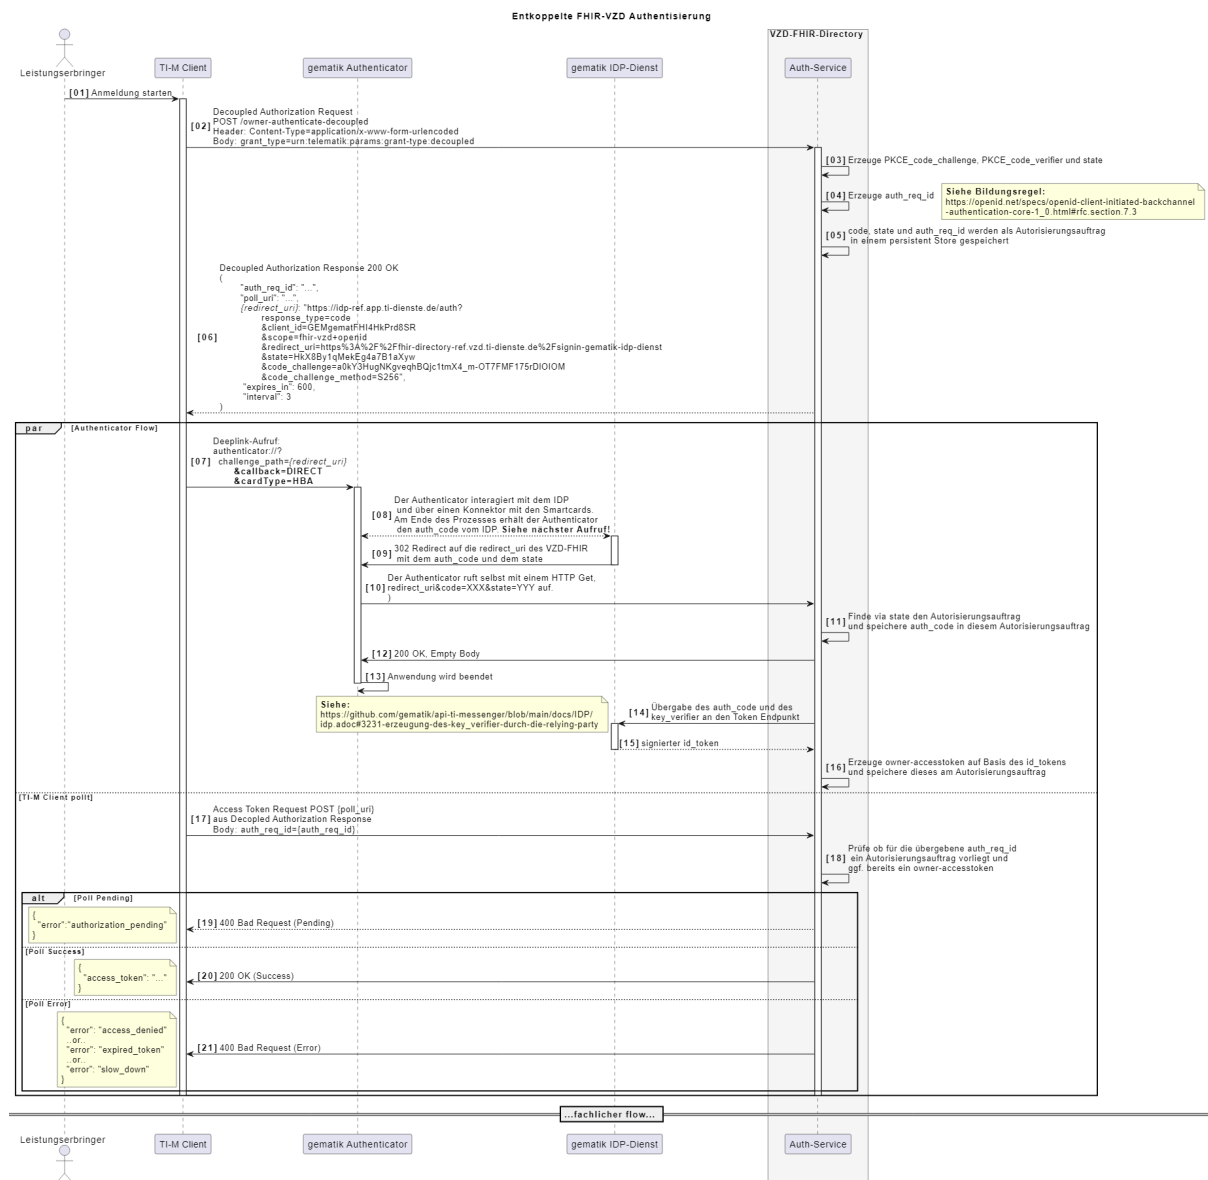 Entkoppelte FHIR-VZD Authentisierung
VZD-FHIR-Directory
Leistungserbringer
TI-M Client
gematik Authenticator
gematik IDP-Dienst
Auth-Service
[01] Anmeldung starten
Decoupled Authorization Request
[02] POST /owner-authenticate-decoupled
Header: Content-Type=application/x-www-form-urlencoded
Body: grant_type=urn:telematik:params:grant-type:decoupled
[03] Erzeuge PKCE_code_challenge, PKCE_code_verifier und state
[04] Erzeuge auth_req_id
Siehe Bildungsregel:
https://openid.net/specs/openid-client-initiated-backchannel
-authentication-core-1_0.html#rfc.section.7.3
[05] code, state und auth_req_id werden als Autorisierungsauftrag
in einem persistent Store gespeichert
Decoupled Authorization Response 200 OK
(
"auth_req_id": "...",
"poll_uri": "...",
{redirect_uri}: "https://idp-ref.app.ti-dienste.de/auth?
response_type=code
&client_id=GEMgematFHI4HkPrd8SR
[06] &scope=fhir-vzd+openid
&redirect_uri=https%3A%2F%2Ffhir-directory-ref.vzd.ti-dienste.de%2Fsignin-gematik-idp-dienst
&state=HkX8By1qMekEg4a7B1aXyw
&code_challenge=a0kY3HugNKgveqhBQjc1tmX4_m-OT7FMF175rDIOIOM
&code_challenge_method=S256",
"expires_in": 600,
"interval": 3
)
par [Authenticator Flow]
Deeplink-Aufruf:
authenticator://?
[07] challenge_path={redirect_uri}
&callback=DIRECT
&cardType=HBA
Der Authenticator interagiert mit dem IDP
und über einen Konnektor mit den Smartcards.
[08] Am Ende des Prozesses erhält der Authenticator
den auth_code vom IDP. Siehe nächster Aufruf!
[09] 302 Redirect auf die redirect_uri des VZD-FHIR
mit dem auth_code und dem state
Der Authenticator ruft selbst mit einem HTTP Get,
[10] redirect_uri&code=XXX&state=YYY auf.
)
[11] Finde via state den Autorisierungsauftrag
und speichere auth_code in diesem Autorisierungsauftrag
[12] 200 OK, Empty Body
[13] Anwendung wird beendet
Siehe:
https://github.com/gematik/api-ti-messenger/blob/main/docs/IDP/
idp.adoc#3231-erzeugung-des-key_verifier-durch-die-relying-party
[14] Übergabe des auth_code und des
key_verifier an den Token Endpunkt
[15] signierter id_token
[16] Erzeuge owner-accesstoken auf Basis des id_tokens
und speichere dieses am Autorisierungsauftrag
[TI-M Client pollt]
Access Token Request POST {poll_uri}
[17] aus Decopled Authorization Response
Body: auth_req_id={auth_req_id}
Prüfe ob für die übergebene auth_req_id
[18] ein Autorisierungsauftrag vorliegt und
ggf. bereits ein owner-accesstoken
alt [Poll Pending]
{
"error":"authorization_pending"
}
[19] 400 Bad Request (Pending)
[Poll Success]
{
"access_token": "..."
}
[20] 200 OK (Success)
[Poll Error]
{
"error": "access_denied"
..or..
"error": "expired_token"
..or..
"error": "slow_down"
}
[21] 400 Bad Request (Error)
...fachlicher flow...
Leistungserbringer
TI-M Client
gematik Authenticator
gematik IDP-Dienst
Auth-Service